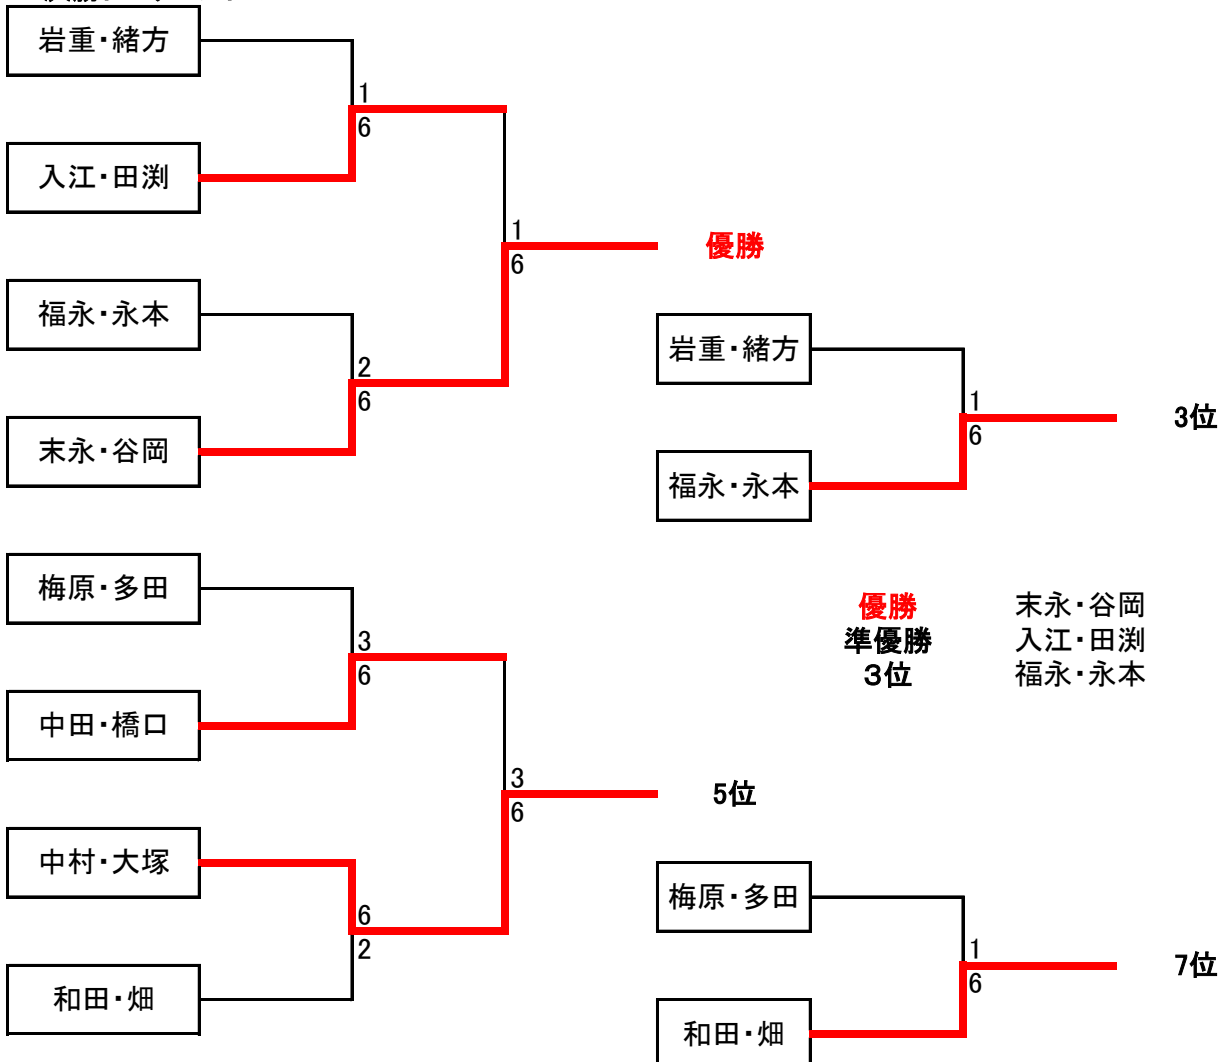 岩重・緒方
1
6
入江・田渕
1
6
優勝
福永・永本
2
6
末永・谷岡
岩重・緒方
1
6
3位
福永・永本
梅原・多田
3
6
中田・橋口
優勝 末永・谷岡
準優勝 入江・田渕
３位 福永・永本
3
6
5位
中村・大塚
6
2
和田・畑
梅原・多田
1
6
7位
和田・畑